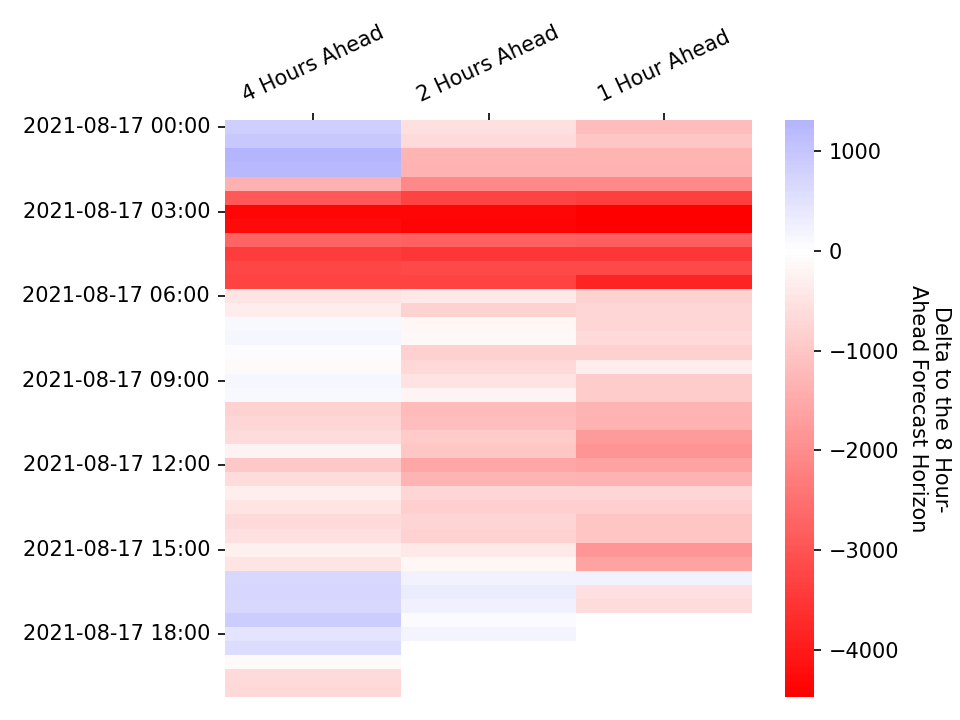 4 Hours Ahead
2 Hours Ahead
1 Hour Ahead
2021-08-17 00:00
2021-08-17 03:00
2021-08-17 06:00
2021-08-17 09:00
2021-08-17 12:00
2021-08-17 15:00
2021-08-17 18:00
1000
0
−1000
−2000
−3000
−4000
Delta to the 8 Hour-
Ahead Forecast Horizon